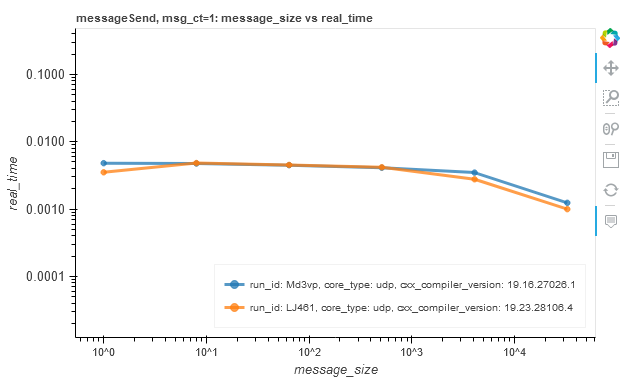 messageSend, msg_ct=1: message_size vs real_time
real_time
0.1000
0.0100
0.0010
0.0001
run_id: Md3vp, core_type: udp, cxx_compiler_version: 19.16.27026.1
run_id: LJ461, core_type: udp, cxx_compiler_version: 19.23.28106.4
10^0
10^1
10^2
10^3
10^4
message_size